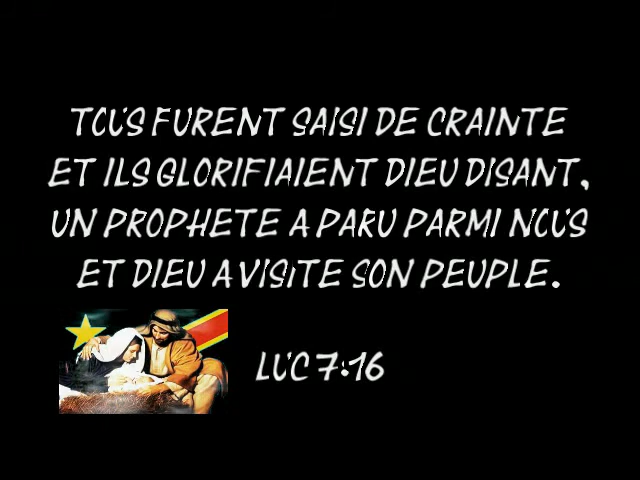 TOUS FURENT SAISI DE CRAINTE
ET ILS GLORIFIAIENT DIEU DISANT,
UN PROPHETE A PARU PARMI NOUS
ET DIEU A VISITE SON PEUPLE.
LUC 7:16